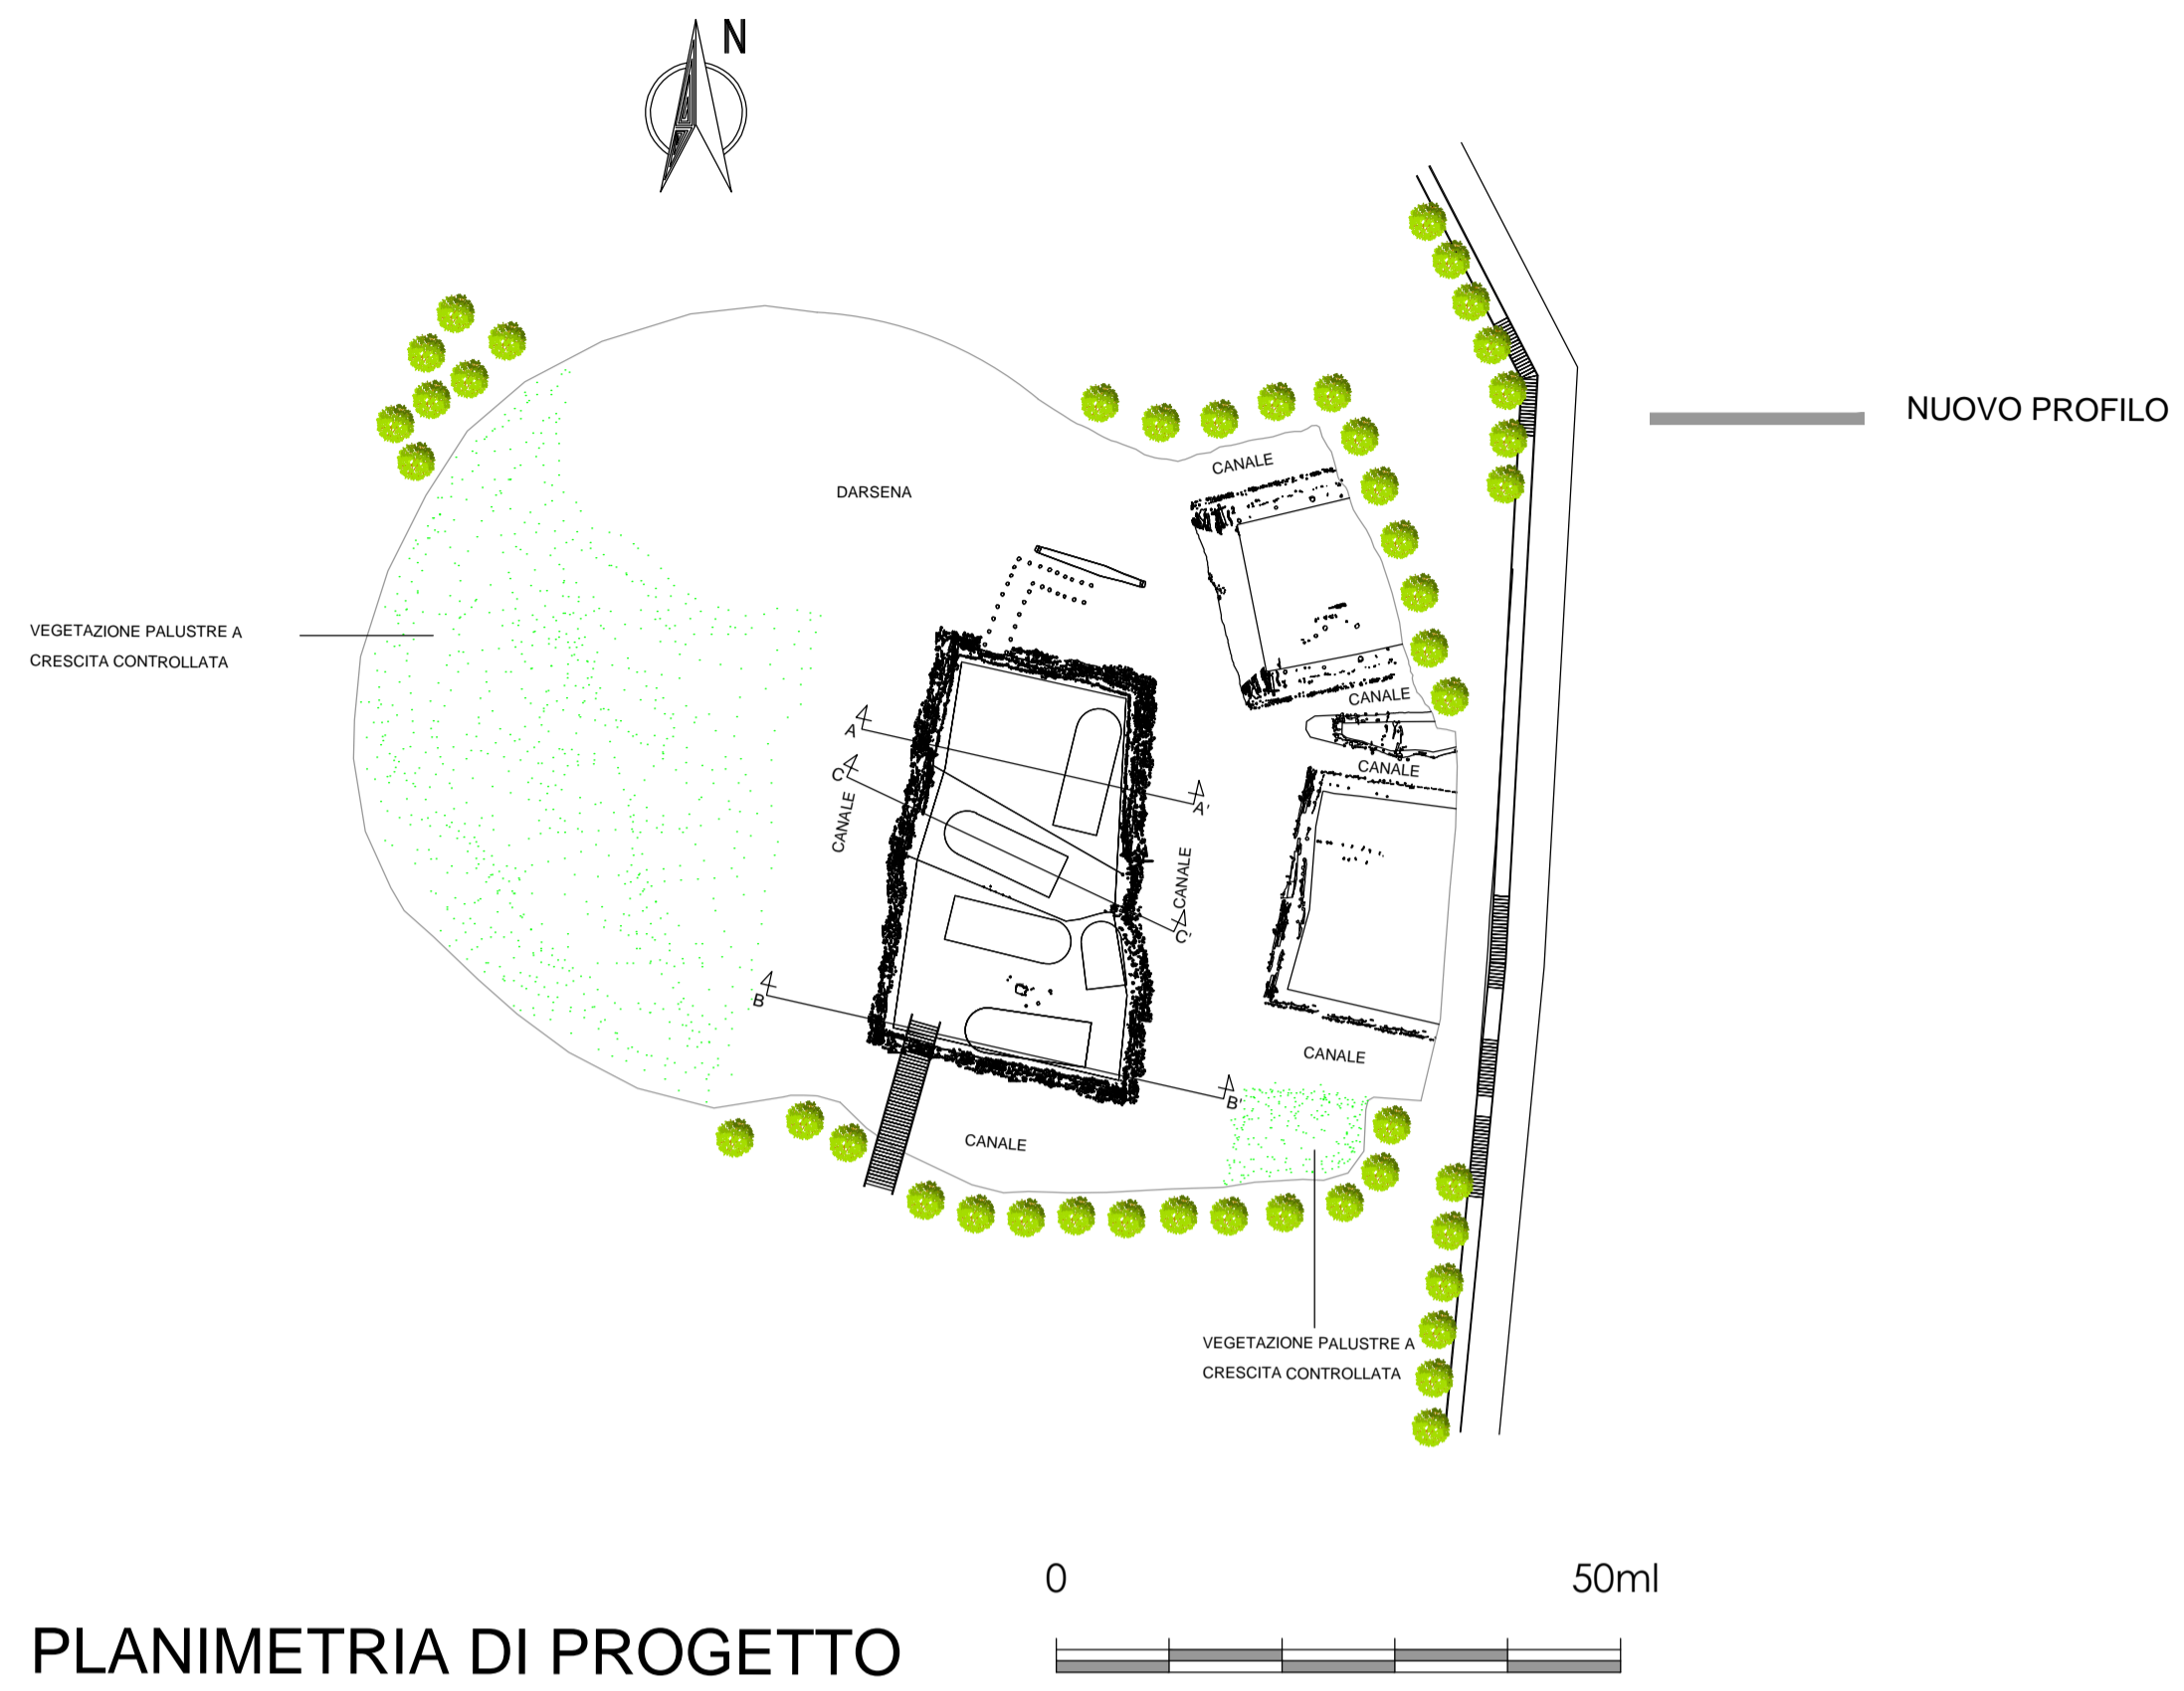 N
NUOVO PROFILO
CANALE
DARSENA
VEGETAZIONE PALUSTRE A
CRESCITA CONTROLLATA
CANALE
A
C
CANALE
A'
CANALE
CANALE
C'
B
CANALE
B'
CANALE
VEGETAZIONE PALUSTRE A
CRESCITA CONTROLLATA
0 50ml
PLANIMETRIA DI PROGETTO